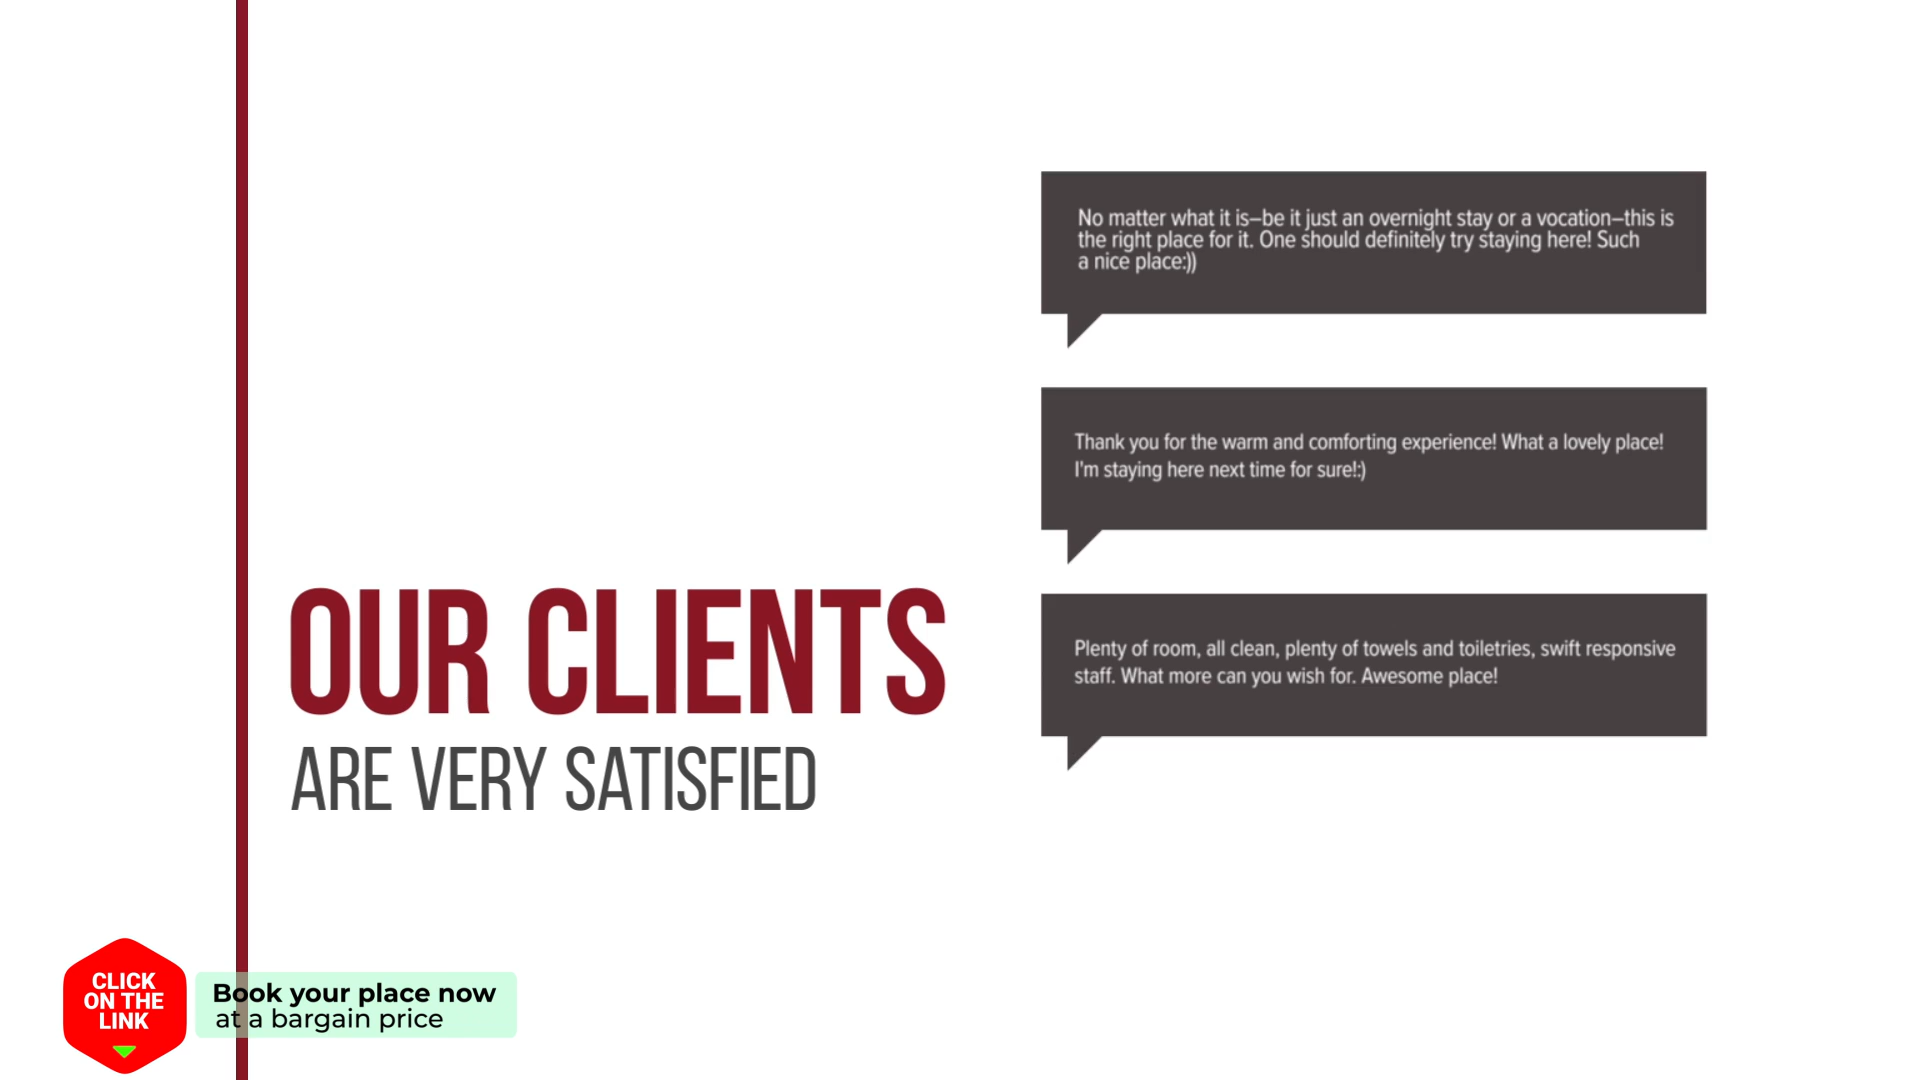 No matter what it is–be it just an overnight stay or a vocation–this is
the right place for it. One should definitely try staying here! Such
a nice place:))
Thank you for the warm and comforting experience! What a lovely place!
I'm staying here next time for sure!:)
Plenty of room, all clean, plenty of towels and toiletries, swift responsive
staff. What more can you wish for. Awesome place!
OUR CLIENTS
ARE VERY SATISFIED
CLICK
ON THE
LINK
Book your place now
at a bargain price